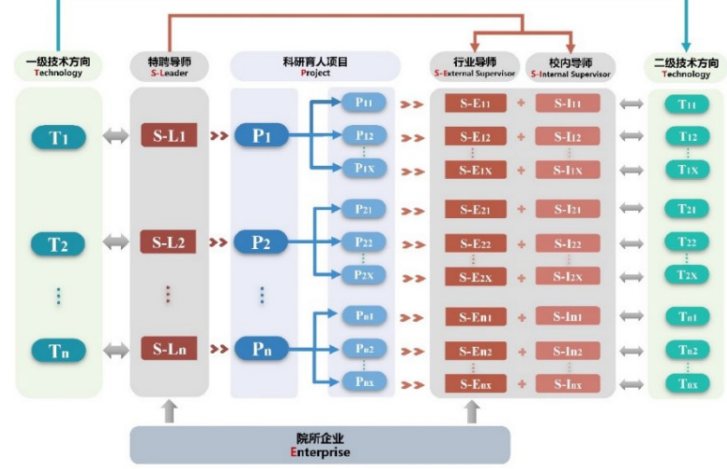 一级技术方向
Technology
特聘导师
S-Leader
科研育人项目
Project
行业导师
S-External Supervisor
校内导师
S-Internal Supervisor
二级技术方向
Technology
T1 S-L1 P1 P11 S-E11 + S-I11 T11
P12 S-E12 + S-I12 T12
P1X S-E1X + S-I1X T1X
P21 S-E21 + S-I21 T21
T2 S-L2 P2 P22 S-E22 + S-I22 T22
P2X S-E2X + S-I2X T2X
Pn1 S-En1 + S-In1 Tn1
Tn S-Ln Pn Pn2 S-En2 + S-In2 Tn2
Pnx S-Enx + S-Inx Tnx
院所企业
Enterprise